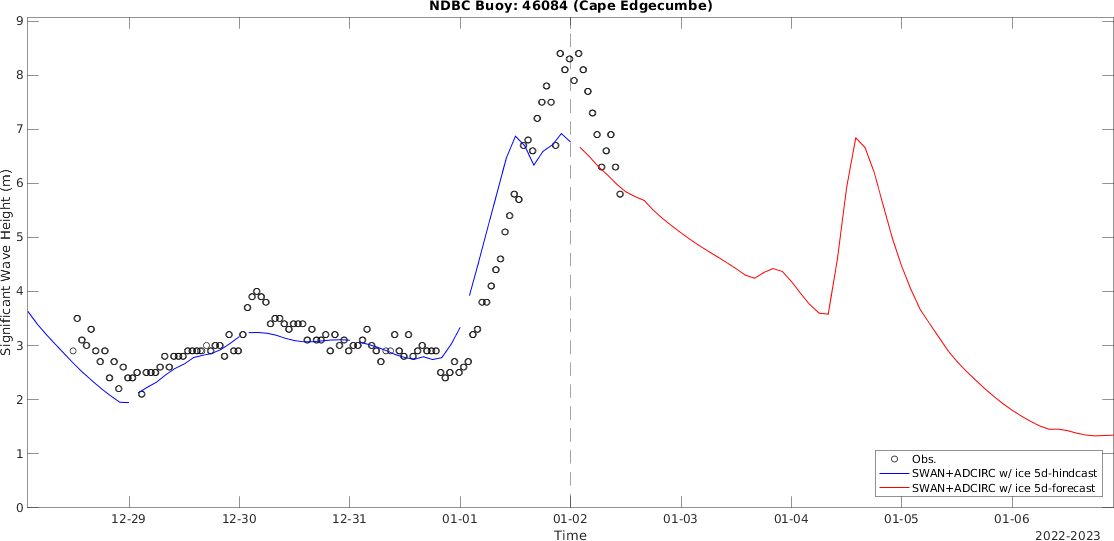 NDBC Buoy: 46084 (Cape Edgecumbe)
9
8
7
6
5
4
3
2
1
0
Significant Wave Height (m)
Obs.
SWAN+ADCIRC w/ ice 5d-hindcast
SWAN+ADCIRC w/ ice 5d-forecast
12-29 12-30 12-31 01-01 01-02 01-03 01-04 01-05 01-06
Time
2022-2023